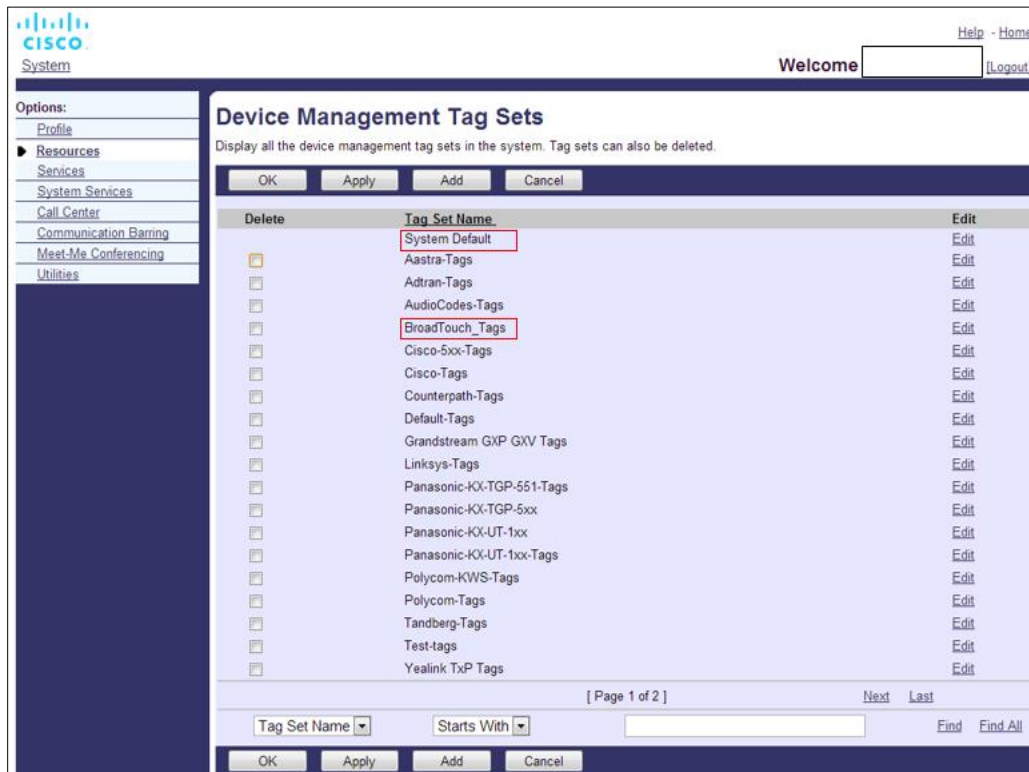 CISCO
Help - Home
System
Welcome [Logout]
Options:
Profile
Resources
Services
System Services
Call Center
Communication Barring
Meet-Me Conferencing
Utilities
Device Management Tag Sets
Display all the device management tag sets in the system. Tag sets can also be deleted.
OK Apply Add Cancel
Delete Tag Set Name Edit
System Default Edit
Aastra-Tags Edit
Adtran-Tags Edit
AudioCodes-Tags Edit
BroadTouch_Tags Edit
Cisco-5xx-Tags Edit
Cisco-Tags Edit
Counterpath-Tags Edit
Default-Tags Edit
Grandstream GXP GXV Tags Edit
Linksys-Tags Edit
Panasonic-KX-TGP-551-Tags Edit
Panasonic-KX-TGP-5xx Edit
Panasonic-KX-UT-1xx Edit
Panasonic-KX-UT-1xx-Tags Edit
Polycom-KWS-Tags Edit
Polycom-Tags Edit
Tandberg-Tags Edit
Test-tags Edit
Yealink TxP Tags Edit
[ Page 1 of 2 ] Next Last
Tag Set Name Starts With Find Find All
OK Apply Add Cancel